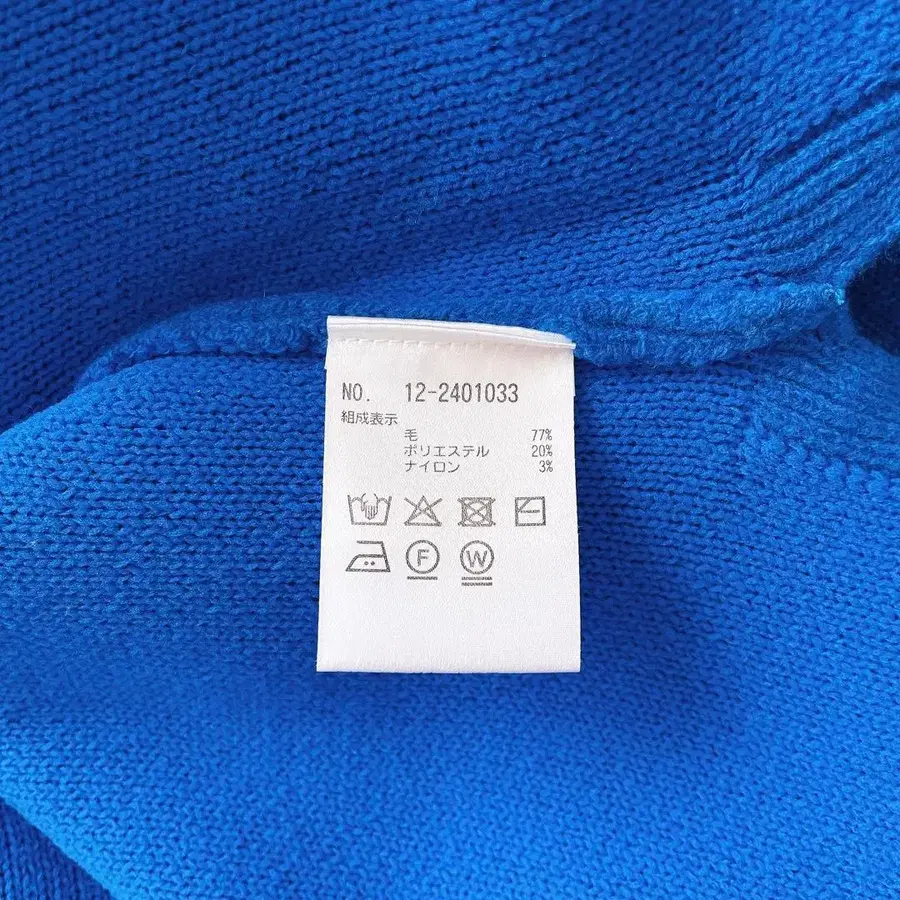 NO. 12-2401033
組成表示
毛 77%
ポリエステル 20%
ナイロン 3%
F W